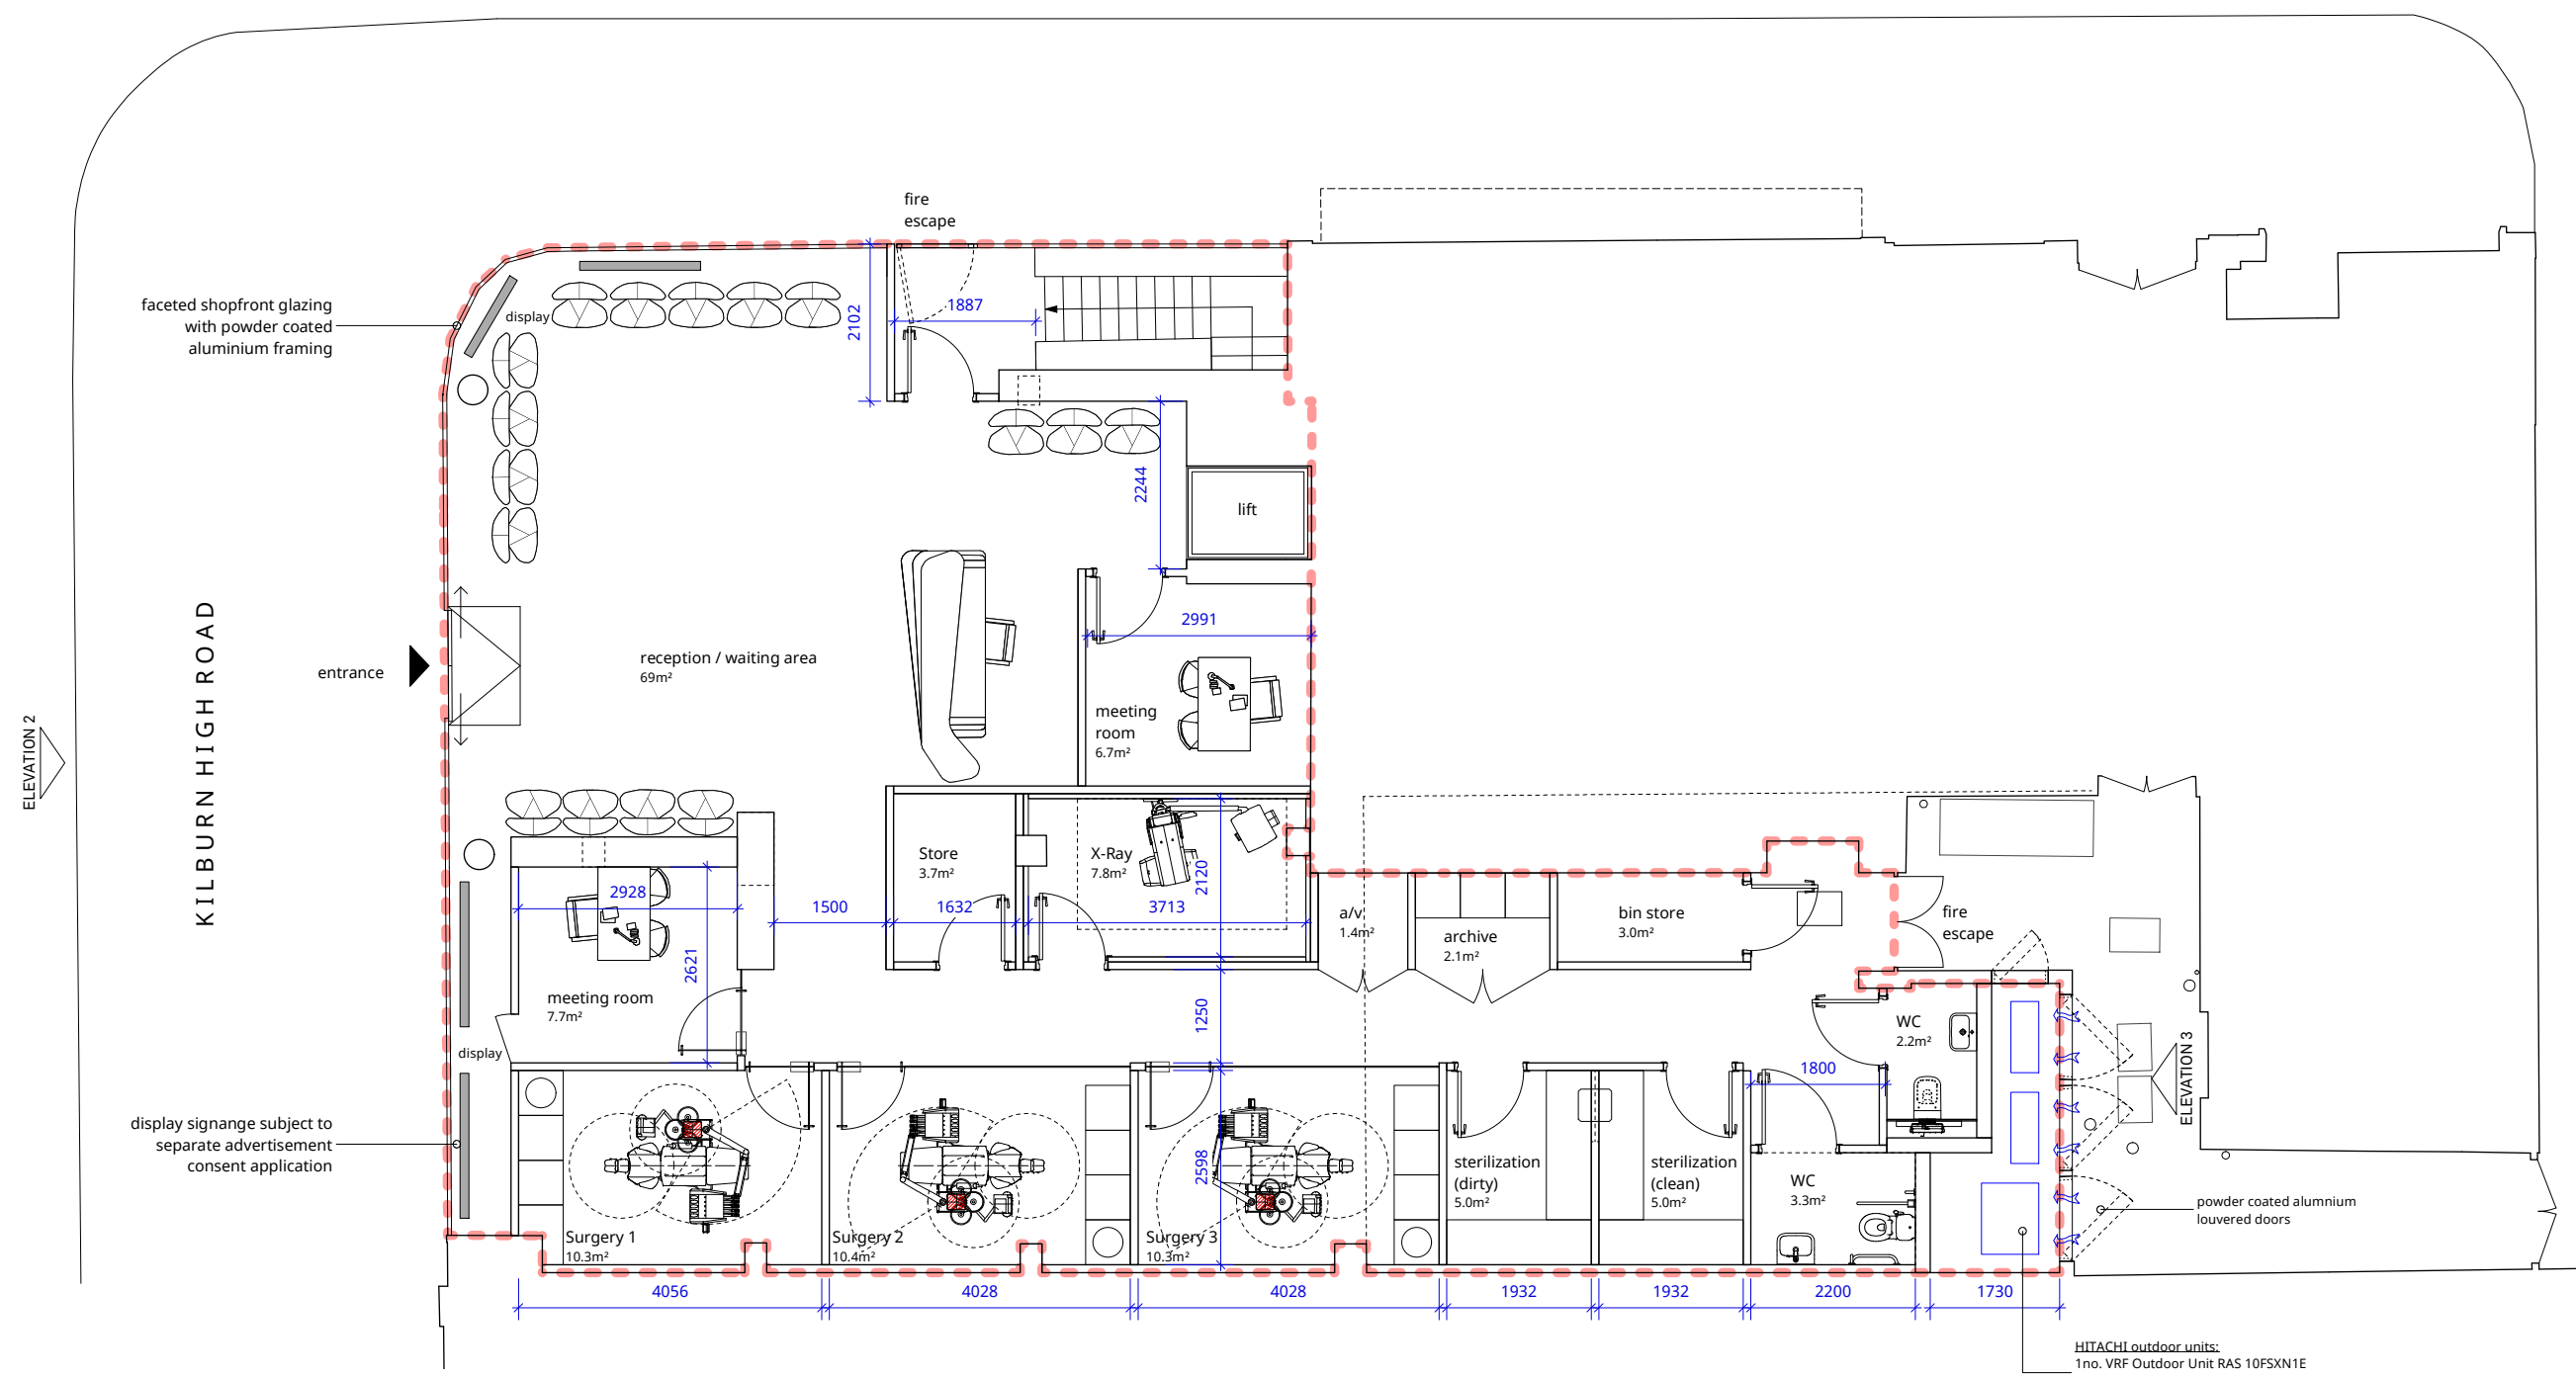 fire
escape
faceted shopfront glazing
with powder coated
aluminium framing
display
2102
1887
2244
lift
2991
KILBURN HIGH ROAD
entrance
reception / waiting area
69m²
meeting
room
6.7m²
ELEVATION 2
Store
3.7m²
X-Ray
7.8m²
2120
2928
1500
1632
3713
a/v
1.4m²
archive
2.1m²
bin store
3.0m²
fire
escape
2621
meeting room
7.7m²
1250
WC
2.2m²
display
1800
ELEVATION 3
display signange subject to
separate advertisement
consent application
2598
sterilization
(dirty)
5.0m²
sterilization
(clean)
5.0m²
WC
3.3m²
powder coated alumnium
louvered doors
Surgery 1
10.3m²
Surgery 2
10.4m²
Surgery 3
10.3m²
4056
4028
4028
1932
1932
2200
1730
HITACHI outdoor units:
1no. VRF Outdoor Unit RAS 10FSXN1E